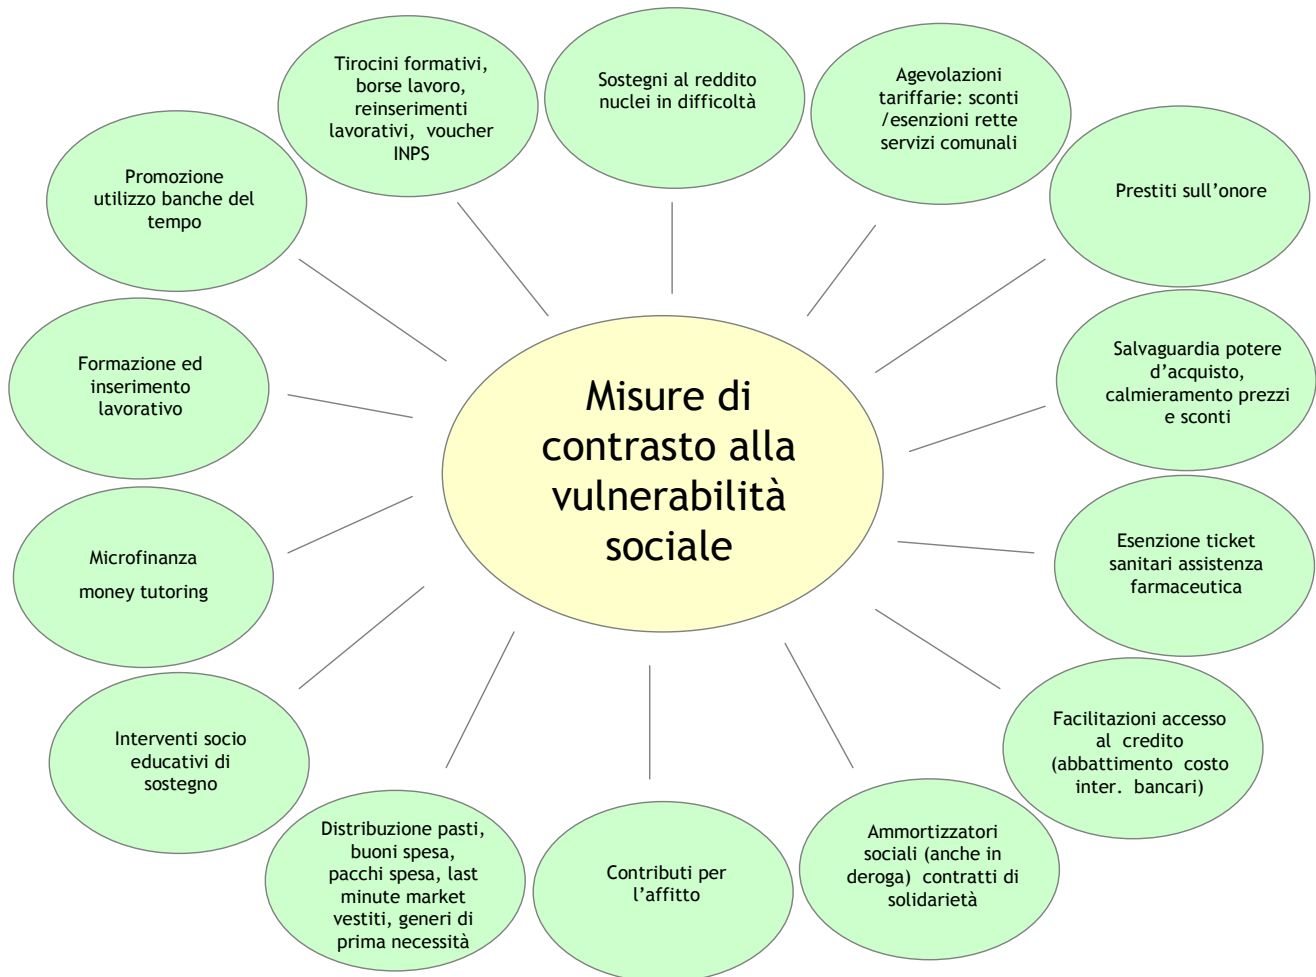 Tirocini formativi,
borse lavoro,
reinserimenti
lavorativi, voucher
INPS
Sostegni al reddito
nuclei in difficoltà
Agevolazioni
tariffarie: sconti
/esenzioni rette
servizi comunali
Prestiti sull’onore
Salvaguardia potere
d’acquisto,
calmieramento prezzi
e sconti
Esenzione ticket
sanitari assistenza
farmaceutica
Facilitazioni accesso
al credito
(abbattimento costo
inter. bancari)
Ammortizzatori
sociali (anche in
deroga) contratti di
solidarietà
Contributi per
l’affitto
Distribuzione pasti,
buoni spesa,
pacchi spesa, last
minute market
vestiti, generi di
prima necessità
Interventi socio
educativi di
sostegno
Microfinanza
money tutoring
Formazione ed
inserimento
lavorativo
Promozione
utilizzo banche del
tempo
Misure di
contrasto alla
vulnerabilità
sociale